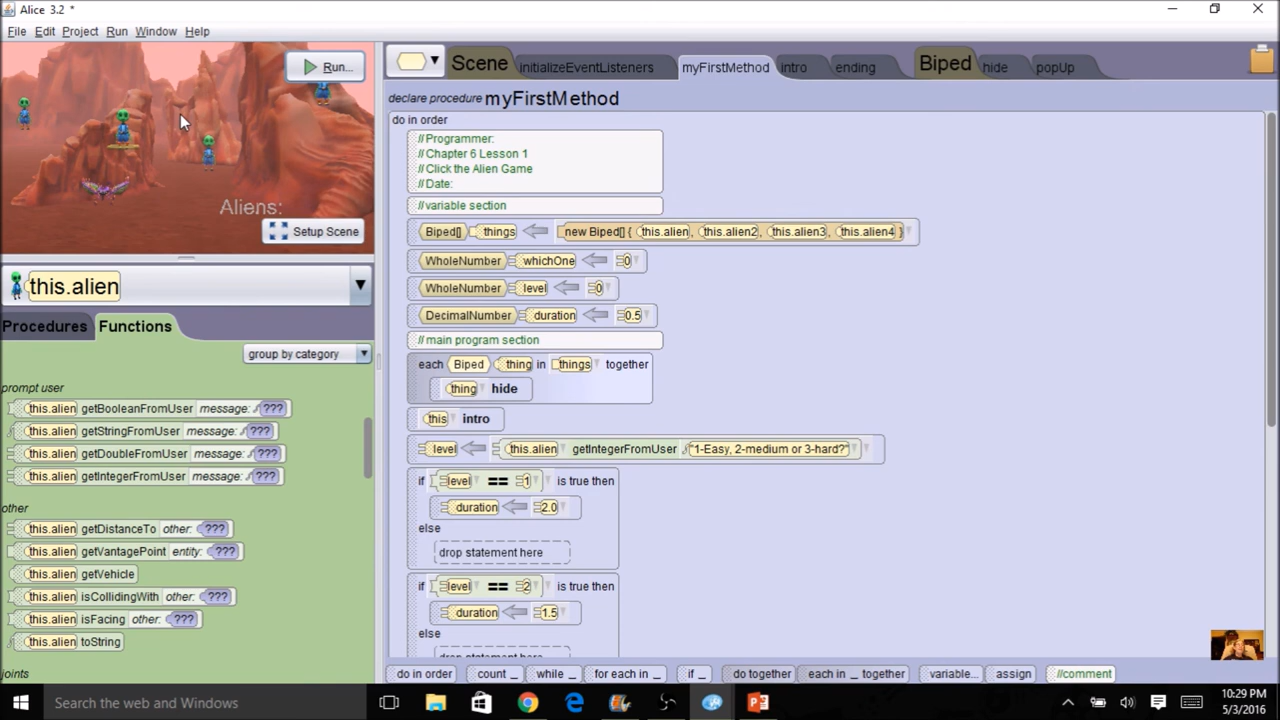 Alice 3.2 *
File Edit Project Run Window Help
Run...
Aliens:
Setup Scene
this.alien
Procedures Functions
group by category
prompt user
this.alien getBooleanFromUser message: ???
this.alien getStringFromUser message: ???
this.alien getDoubleFromUser message: ???
this.alien getIntegerFromUser message: ???
other
this.alien getDistanceTo other: ???
this.alien getVantagePoint entity: ???
this.alien getVehicle
this.alien isCollidingWith other: ???
this.alien isFacing other: ???
this.alien toString
joints
Scene initializeEventListeners myFirstMethod intro ending Biped hide popUp
declare procedure myFirstMethod
do in order
//Programmer:
//Chapter 6 Lesson 1
//Click the Alien Game
//Date:
//variable section
Biped[] things new Biped[] { this.alien, this.alien2, this.alien3, this.alien4 }
WholeNumber whichOne 0
WholeNumber level 0
DecimalNumber duration 0.5
// main program section
each Biped thing in things together
thing hide
this intro
level this.alien getIntegerFromUser "1-Easy, 2-medium or 3-hard?"
if level == 1 is true then
duration 2.0
else
drop statement here
if level == 2 is true then
duration 1.5
else
drop statement here
do in order count _ while _ for each in _ if _ do together each in _ together variable... assign //comment
Search the web and Windows
10:29 PM
5/3/2016